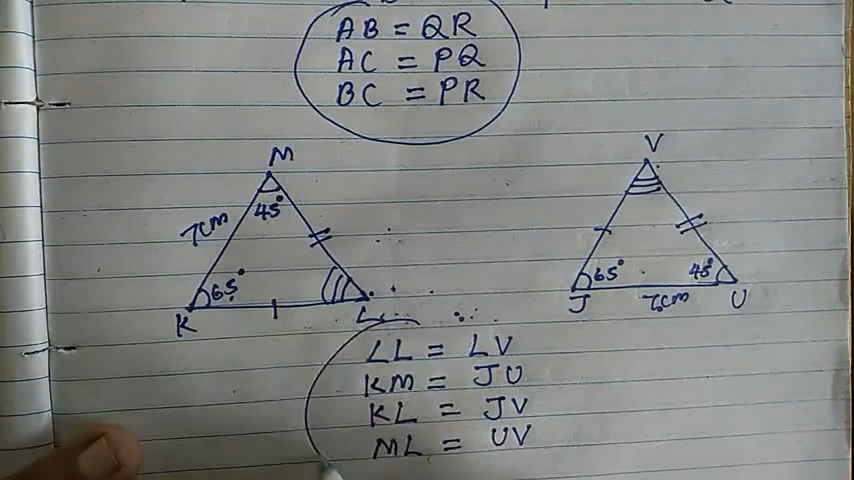 AB = QR
AC = PQ
BC = PR
M
V
7cm
45°
65°
K
L
65°
45°
J
7cm
U
∠L = ∠V
KM = JU
KL = JV
ML = UV